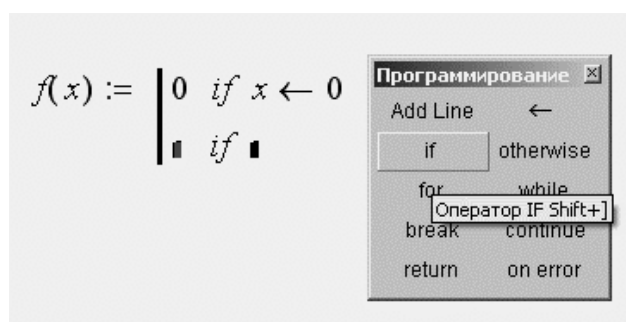 f(x) := 0 if x ← 0
if
Программирование
Add Line ←
if otherwise
for while
Оператор IF Shift+]
break continue
return on error